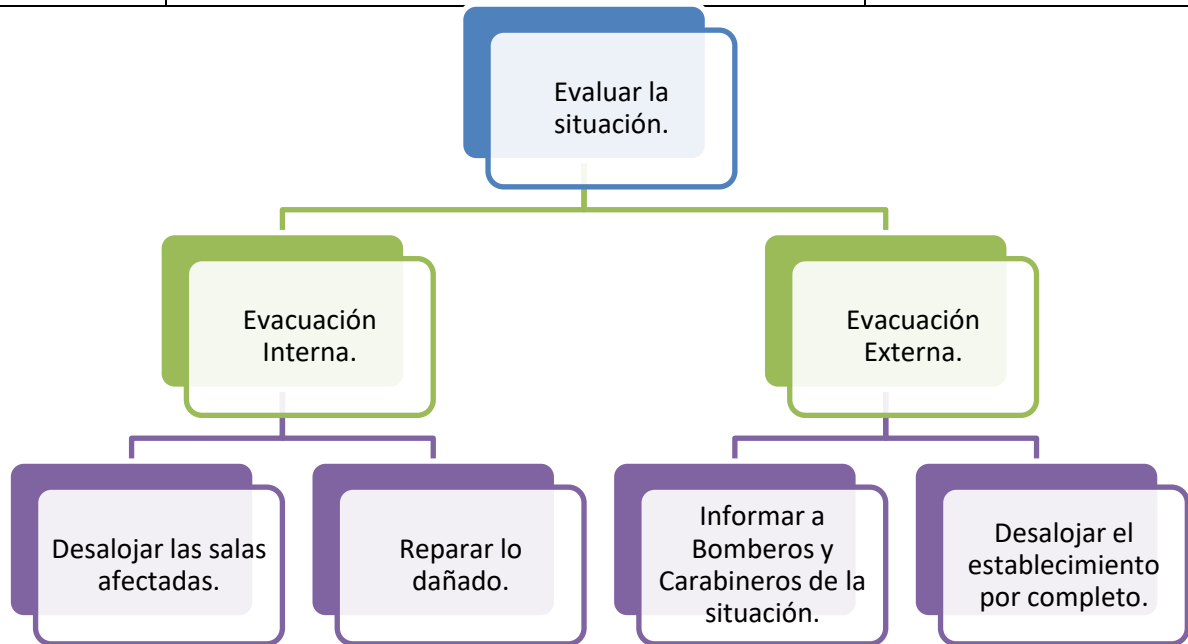 Evaluar la
situación.
Evacuación
Interna.
Evacuación
Externa.
Desalojar las salas
afectadas.
Reparar lo
dañado.
Informar a
Bomberos y
Carabineros de la
situación.
Desalojar el
establecimiento
por completo.